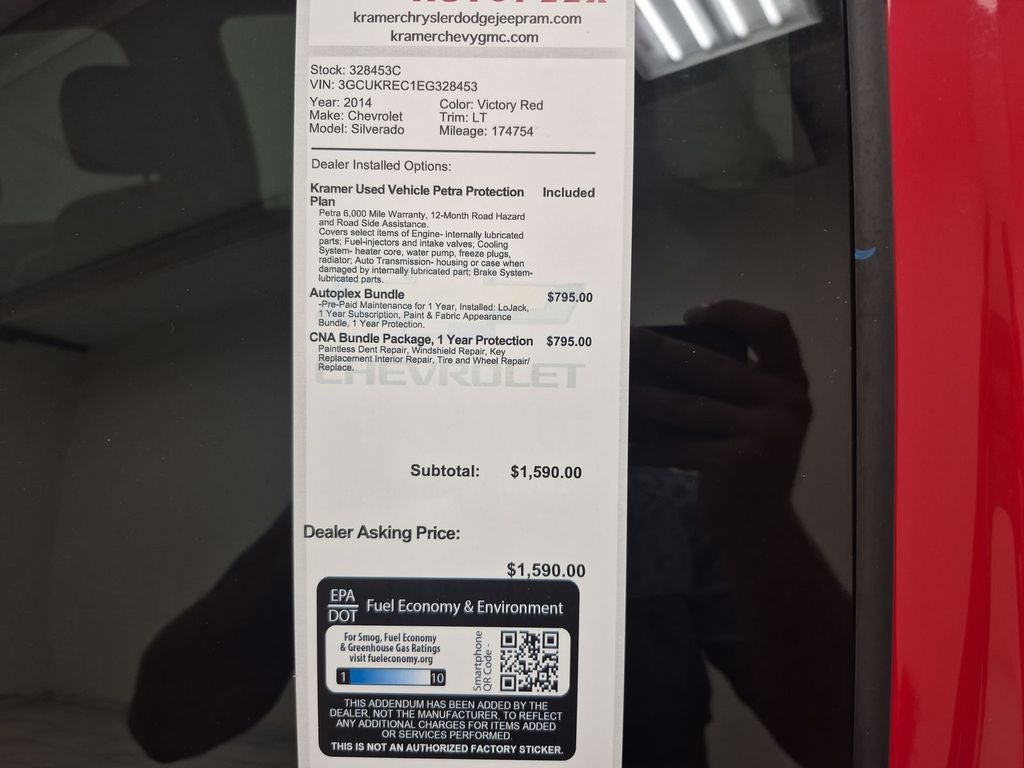 kramerchryslerdodgejeepram.com
kramerchevygmc.com
Stock: 328453C
VIN: 3GCUKREC1EG328453
Year: 2014 Color: Victory Red
Make: Chevrolet Trim: LT
Model: Silverado Mileage: 174754
Dealer Installed Options:
Kramer Used Vehicle Petra Protection Included
Plan
Petra 6,000 Mile Warranty, 12-Month Road Hazard
and Road Side Assistance.
Covers select items of Engine- internally lubricated
parts; Fuel-injectors and intake valves; Cooling
System- heater core, water pump, freeze plugs,
radiator; Auto Transmission- housing or case when
damaged by internally lubricated part; Brake System-
lubricated parts.
Autoplex Bundle $795.00
-Pre-Paid Maintenance for 1 Year, Installed: LoJack,
1 Year Subscription, Paint & Fabric Appearance
Bundle, 1 Year Protection.
CNA Bundle Package, 1 Year Protection $795.00
Paintless Dent Repair, Windshield Repair, Key
Replacement Interior Repair, Tire and Wheel Repair/
Replace.
CHEVROLET
Subtotal: $1,590.00
Dealer Asking Price:
$1,590.00
EPA
DOT
Fuel Economy & Environment
For Smog, Fuel Economy
& Greenhouse Gas Ratings
visit fueleconomy.org
1 10
Smartphone
QR Code -
THIS ADDENDUM HAS BEEN ADDED BY THE
DEALER, NOT THE MANUFACTURER, TO REFLECT
ANY ADDITIONAL CHARGES FOR ITEMS ADDED
OR SERVICES PERFORMED.
THIS IS NOT AN AUTHORIZED FACTORY STICKER.